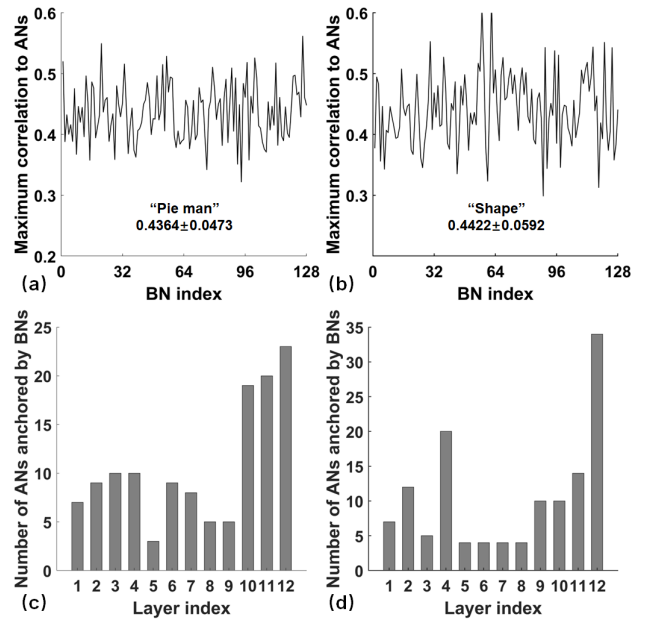 Maximum correlation to ANs
0.6
0.5
0.4
0.3
0.2
"Pie man"
0.4364±0.0473
0 32 64 96 128
BN index
(a)
Maximum correlation to ANs
0.6
0.5
0.4
0.3
0.2
"Shape"
0.4422±0.0592
0 32 64 96 128
BN index
(b)
Number of ANs anchored by BNs
25
20
15
10
5
0
1 2 3 4 5 6 7 8 9 10 11 12
Layer index
(c)
Number of ANs anchored by BNs
35
30
25
20
15
10
5
0
1 2 3 4 5 6 7 8 9 10 11 12
Layer index
(d)